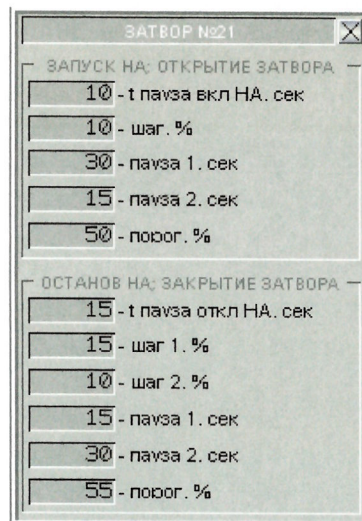 ЗАТВОР №21
ЗАПУСК НА; ОТКРЫТИЕ ЗАТВОРА
10 - t пауза вкл НА. сек
10 - шаг. %
30 - пауза 1. сек
15 - пауза 2. сек
50 - порог. %
ОСТАНОВ НА; ЗАКРЫТИЕ ЗАТВОРА
15 - t пауза откл НА. сек
15 - шаг 1. %
10 - шаг 2. %
15 - пауза 1. сек
30 - пауза 2. сек
55 - порог. %